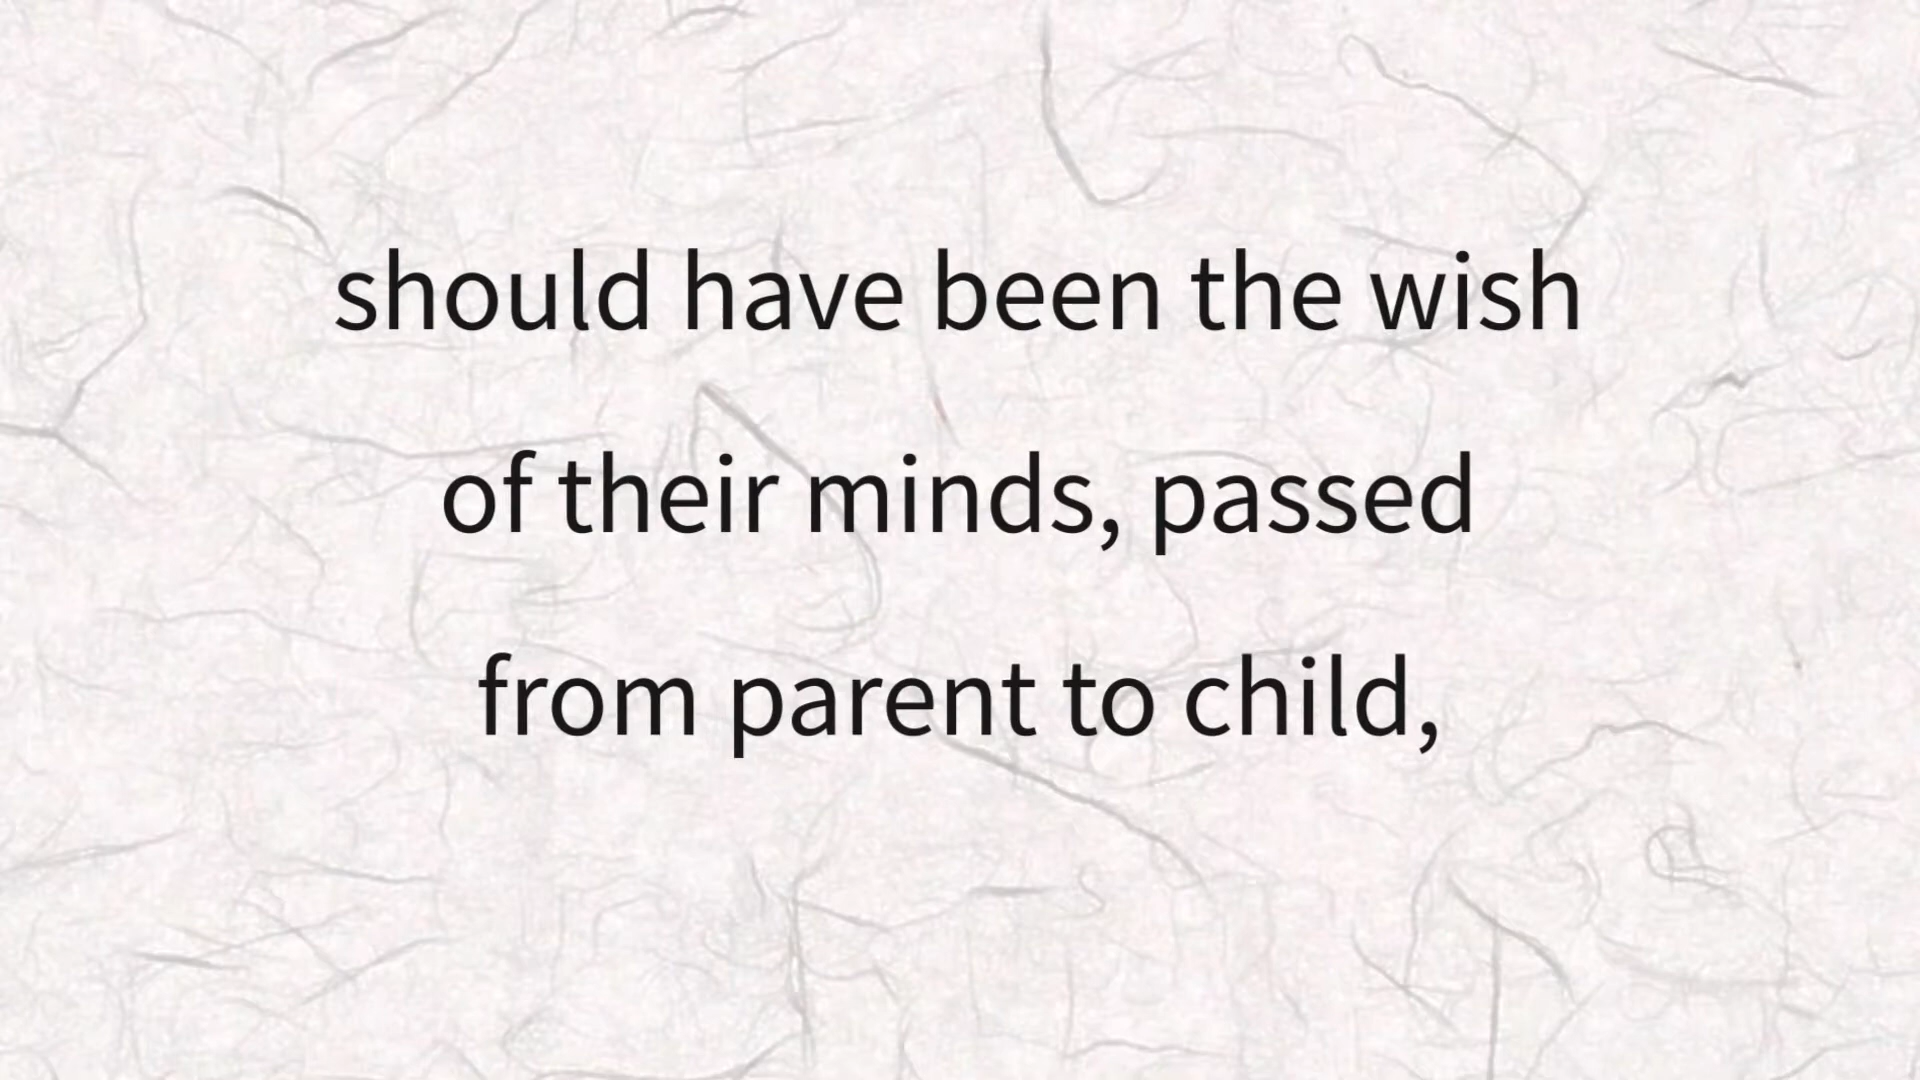 should have been the wish
of their minds, passed
from parent to child,